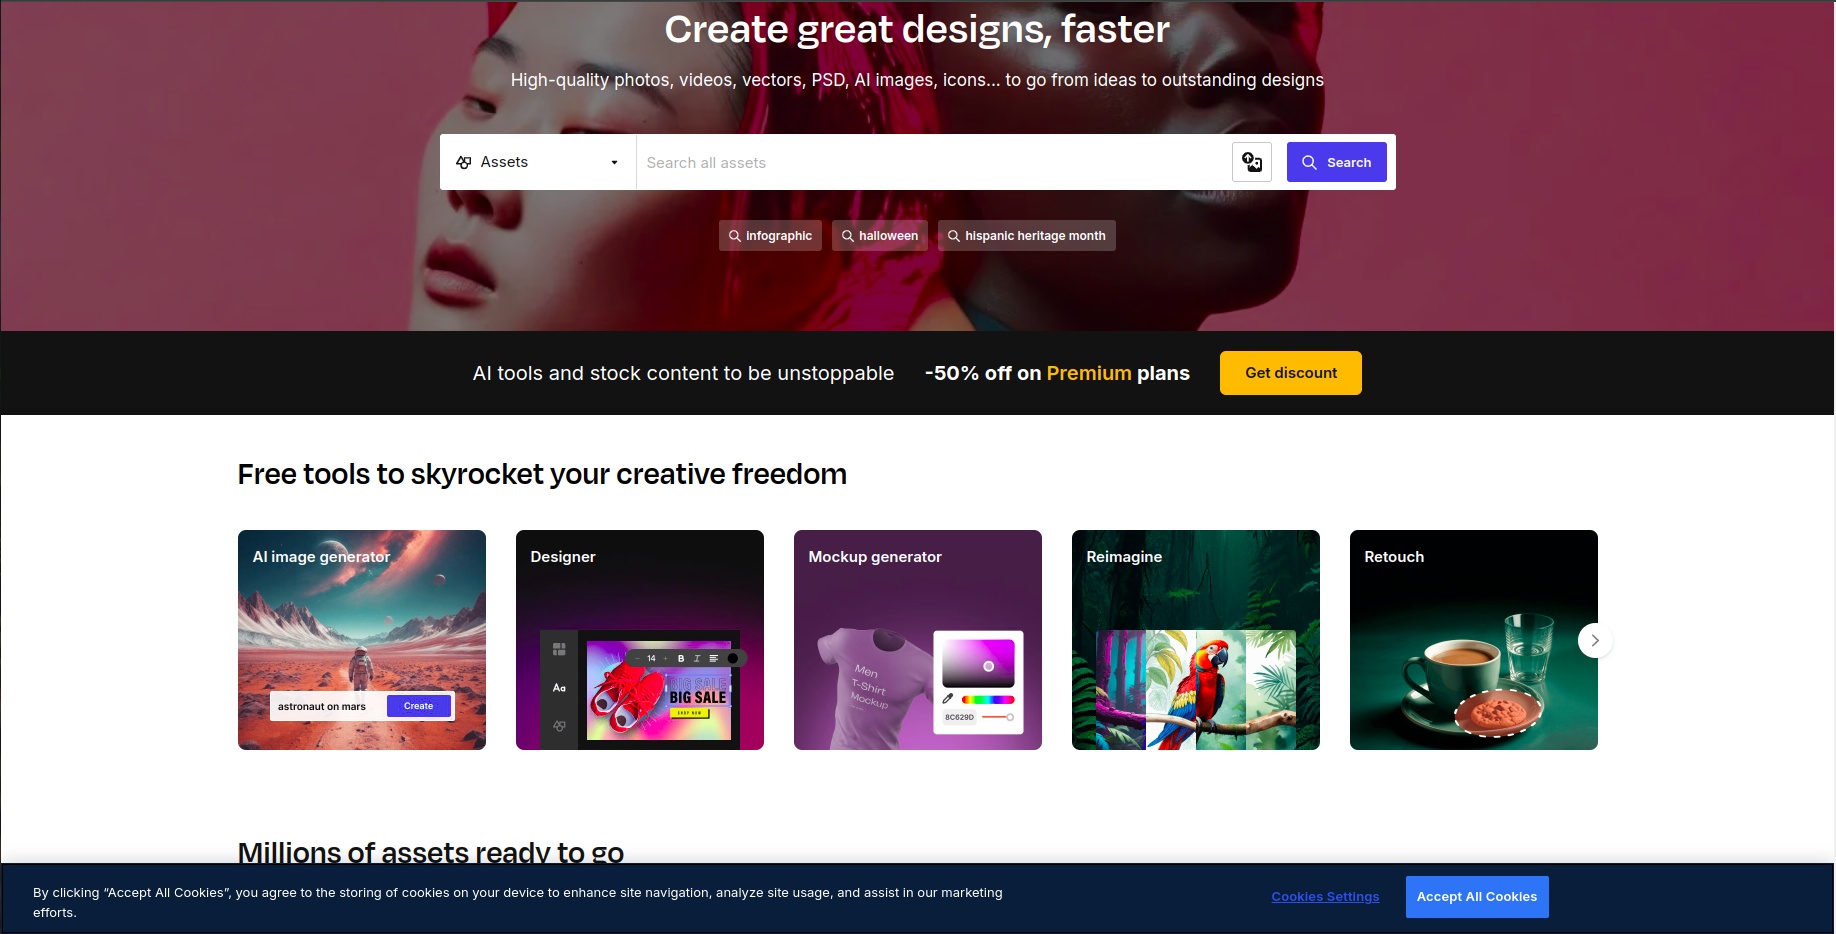 Create great designs, faster
High-quality photos, videos, vectors, PSD, AI images, icons... to go from ideas to outstanding designs
Assets
Search all assets
Search
infographic
halloween
hispanic heritage month
AI tools and stock content to be unstoppable
-50% off on Premium plans
Get discount
Free tools to skyrocket your creative freedom
AI image generator
astronaut on mars
Create
Designer
14
B
I
Aa
BIG SALE
BIG SALE
SHOP NOW
Mockup generator
Men
T-Shirt
Mockup
8C629D
Reimagine
Retouch
Millions of assets ready to go
By clicking “Accept All Cookies”, you agree to the storing of cookies on your device to enhance site navigation, analyze site usage, and assist in our marketing
efforts.
Cookies Settings
Accept All Cookies